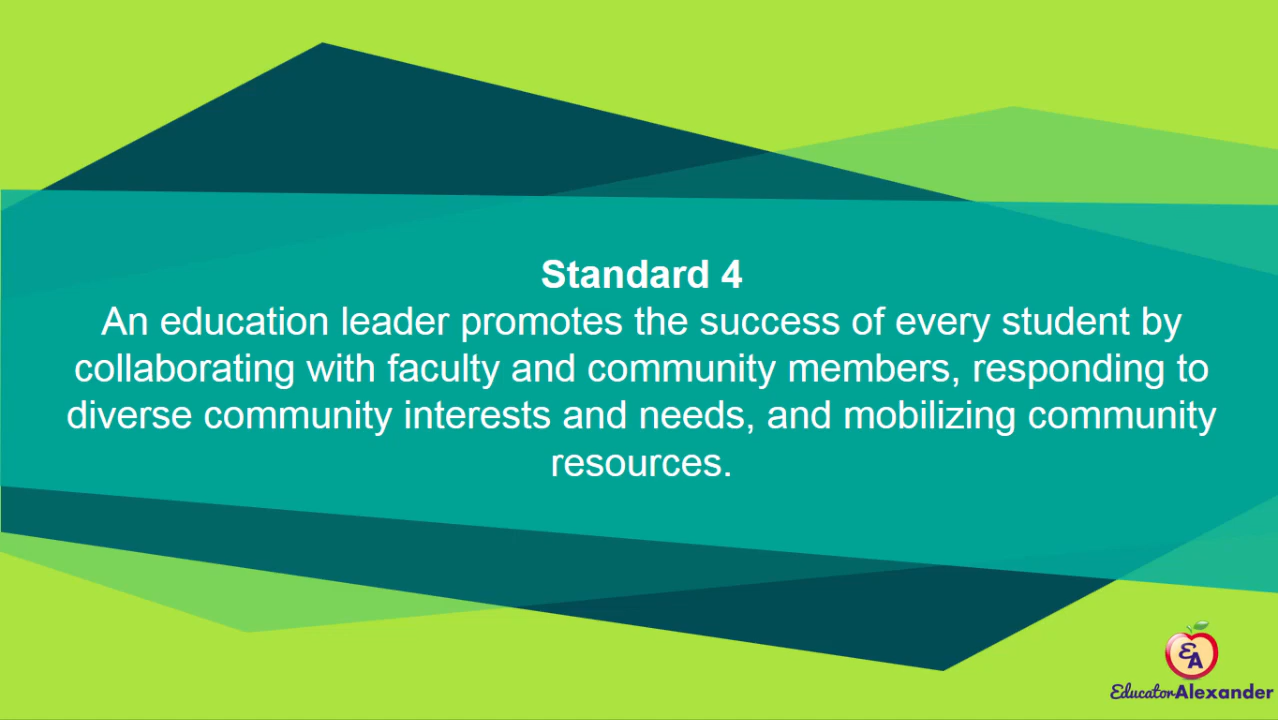 Standard 4
An education leader promotes the success of every student by
collaborating with faculty and community members, responding to
diverse community interests and needs, and mobilizing community
resources.
EA
EducatorAlexander